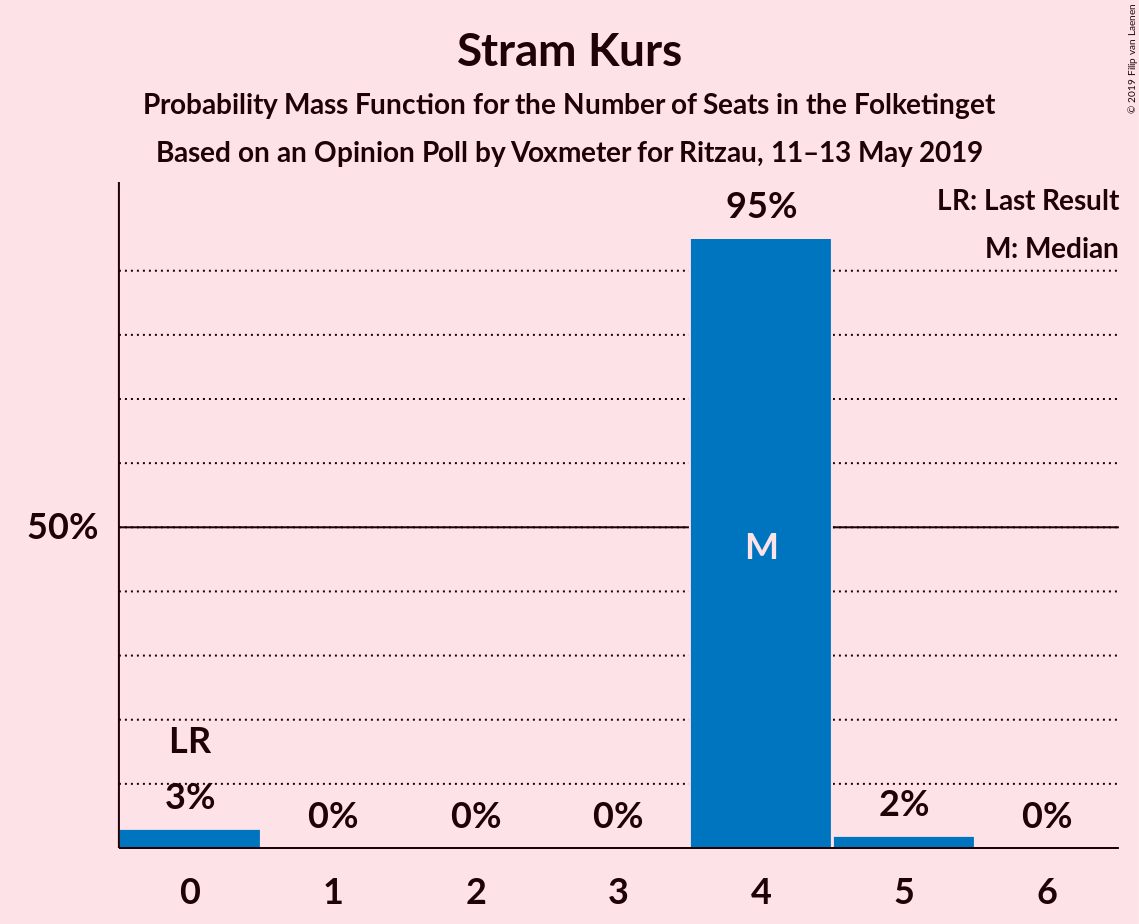 Stram Kurs
Probability Mass Function for the Number of Seats in the Folketinget
Based on an Opinion Poll by Voxmeter for Ritzau, 11–13 May 2019
© 2019 Filip van Laenen
LR: Last Result
M: Median
95%
50%
M
LR
3%
0%
0%
0%
2%
0%
0
1
2
3
4
5
6